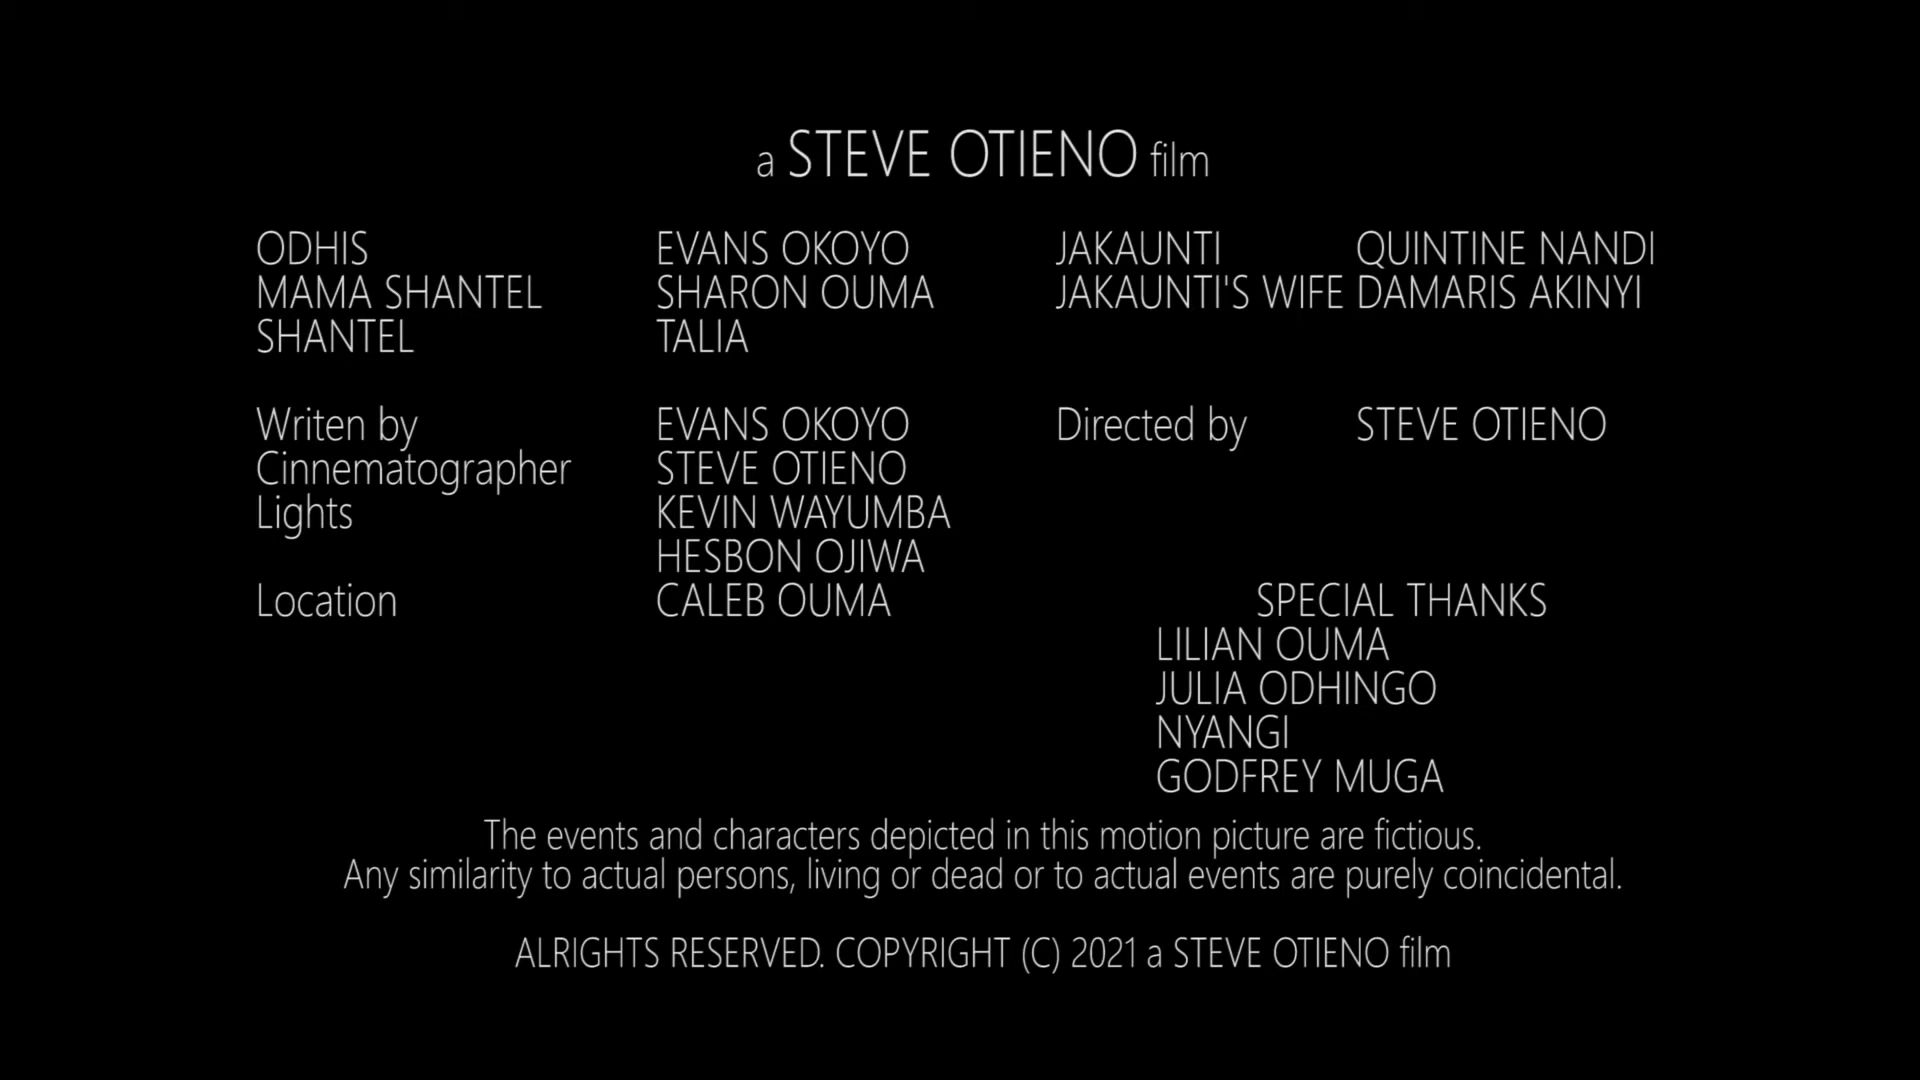 a STEVE OTIENO film
ODHIS EVANS OKOYO JAKAUNTI QUINTINE NANDI
MAMA SHANTEL SHARON OUMA JAKAUNTI'S WIFE DAMARIS AKINYI
SHANTEL TALIA
Writen by EVANS OKOYO Directed by STEVE OTIENO
Cinnematographer STEVE OTIENO
Lights KEVIN WAYUMBA
HESBON OJIWA
Location CALEB OUMA SPECIAL THANKS
LILIAN OUMA
JULIA ODHINGO
NYANGI
GODFREY MUGA
The events and characters depicted in this motion picture are fictious.
Any similarity to actual persons, living or dead or to actual events are purely coincidental.
ALRIGHTS RESERVED. COPYRIGHT (C) 2021 a STEVE OTIENO film